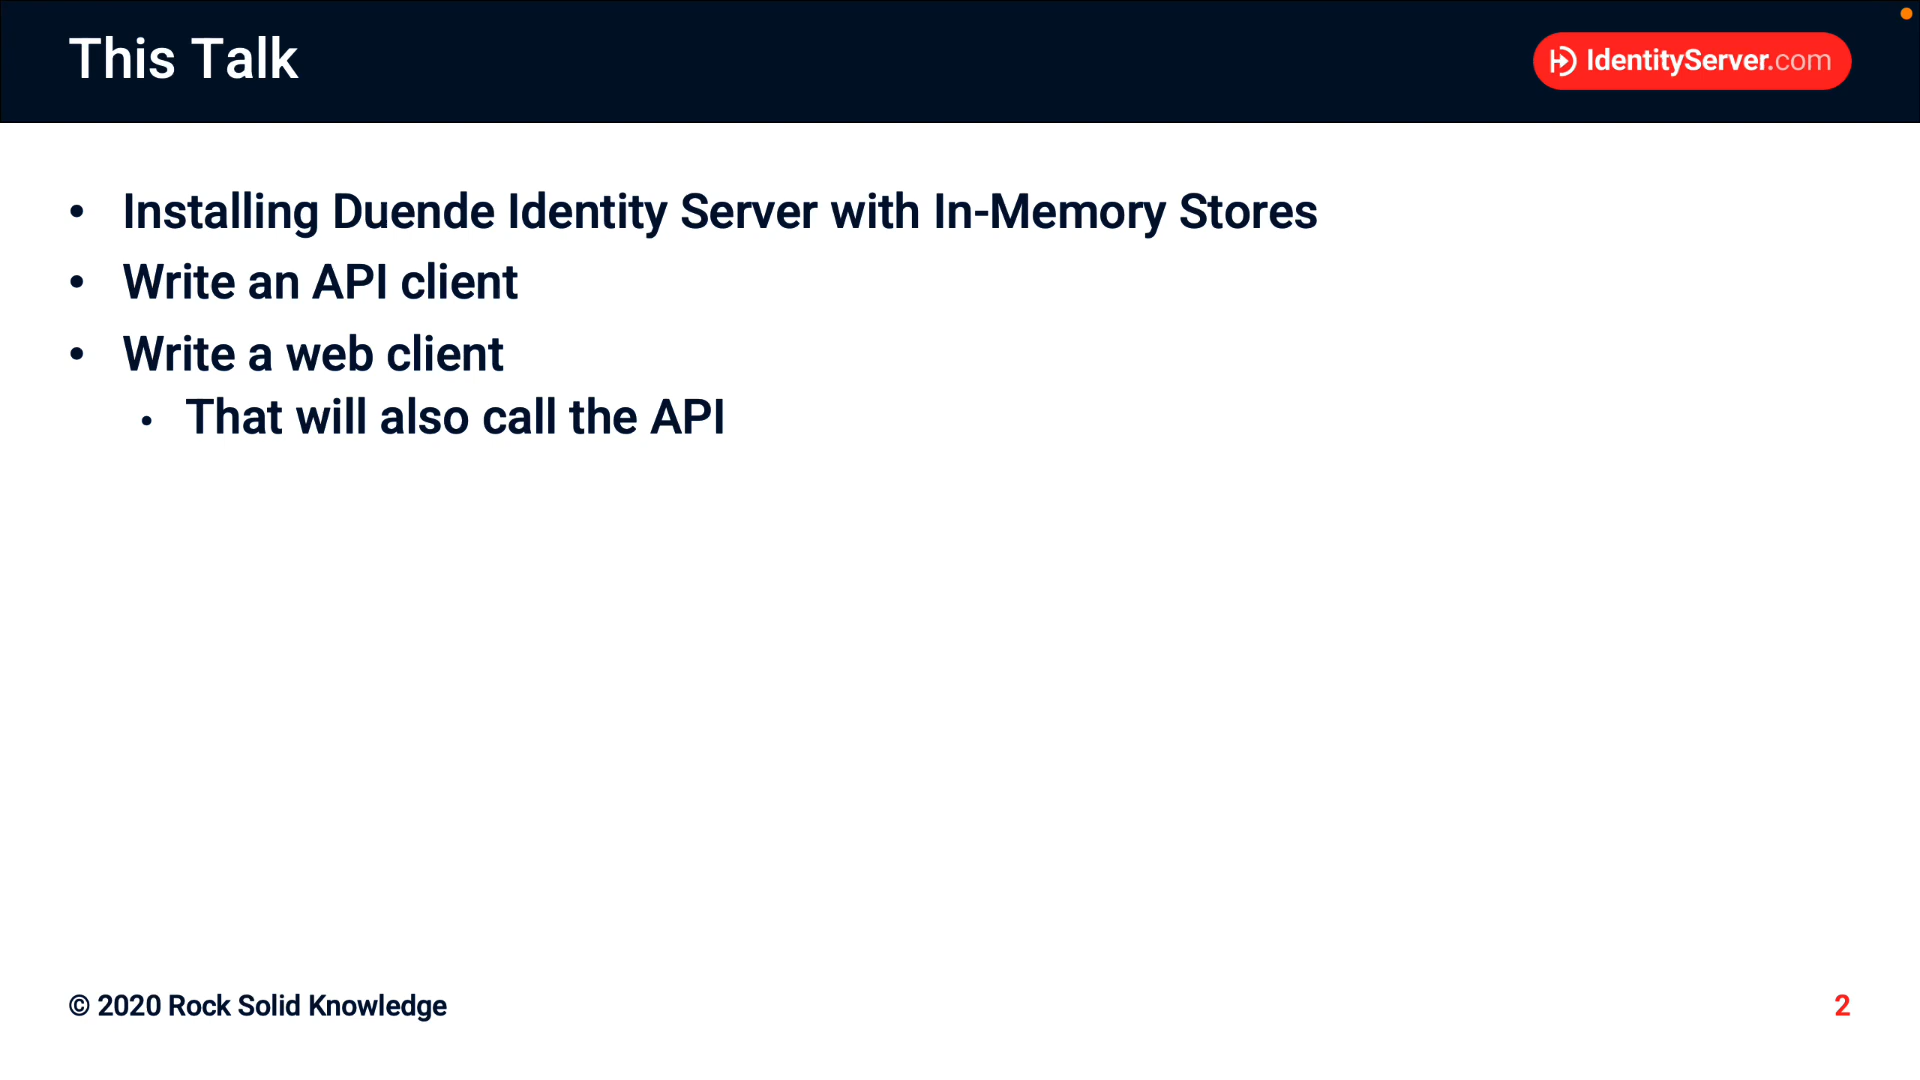 This Talk
IdentityServer.com
• Installing Duende Identity Server with In-Memory Stores
• Write an API client
• Write a web client
• That will also call the API
© 2020 Rock Solid Knowledge
2